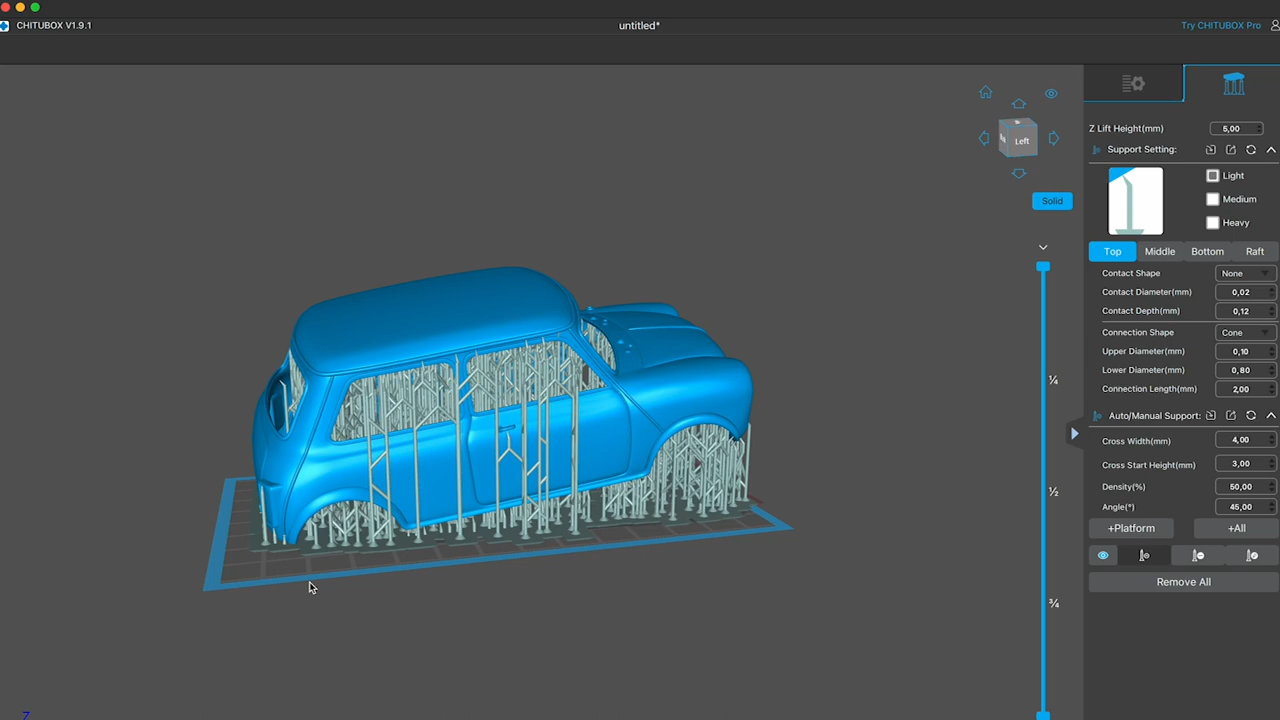 CHITUBOX V1.9.1
untitled*
Try CHITUBOX Pro
Z Lift Height(mm) 5,00
Support Setting:
Left
Light
Solid
Medium
Heavy
Top Middle Bottom Raft
Contact Shape None
Contact Diameter(mm) 0,02
Contact Depth(mm) 0,12
Connection Shape Cone
Upper Diameter(mm) 0,10
Lower Diameter(mm) 0,80
¼
Connection Length(mm) 2,00
Auto/Manual Support:
Cross Width(mm) 4,00
Cross Start Height(mm) 3,00
Density(%) 50,00
½
Angle(°) 45,00
+Platform +All
Remove All
¾
Z